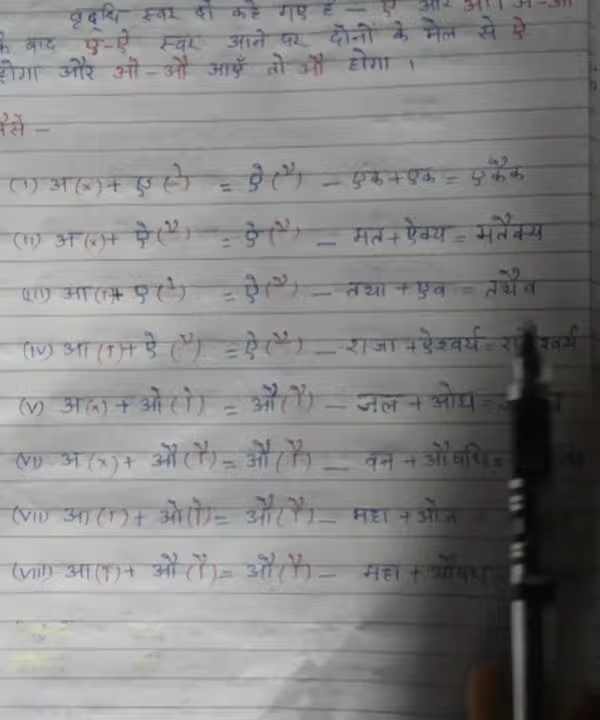 वृद्धि स्वर दो कहे गए हैं - ऐ और औ। अ-आ
के बाद ए-ऐ स्वर आने पर दोनों के मेल से ऐ
होगा और ओ-औ आएँ तो औ होगा ।
जैसे -
(i) अ(x) + ए(े) = ऐ(ै) - एक+एक = एकैक
(ii) अ(x) + ऐ(ै) = ऐ(ै) - मत+ऐक्य = मतैक्य
(iii) आ(ा)+ ए(े) = ऐ(ै) - तथा + एव = तथैव
(iv) आ(ा)+ ऐ (ै) = ऐ(ै) - राजा +ऐश्वर्य =
(v) अ(x) + ओ(ो) = औ(ौ) - जल + ओघ =
(vi) अ(x) + औ(ौ) = औ(ौ) - वन + औषधि =
(vii) आ(ा) + ओ(ो) = औ(ौ) - महा + ओज
(viii) आ(ा)+ औ(ौ) = औ(ौ) - महा + औषध